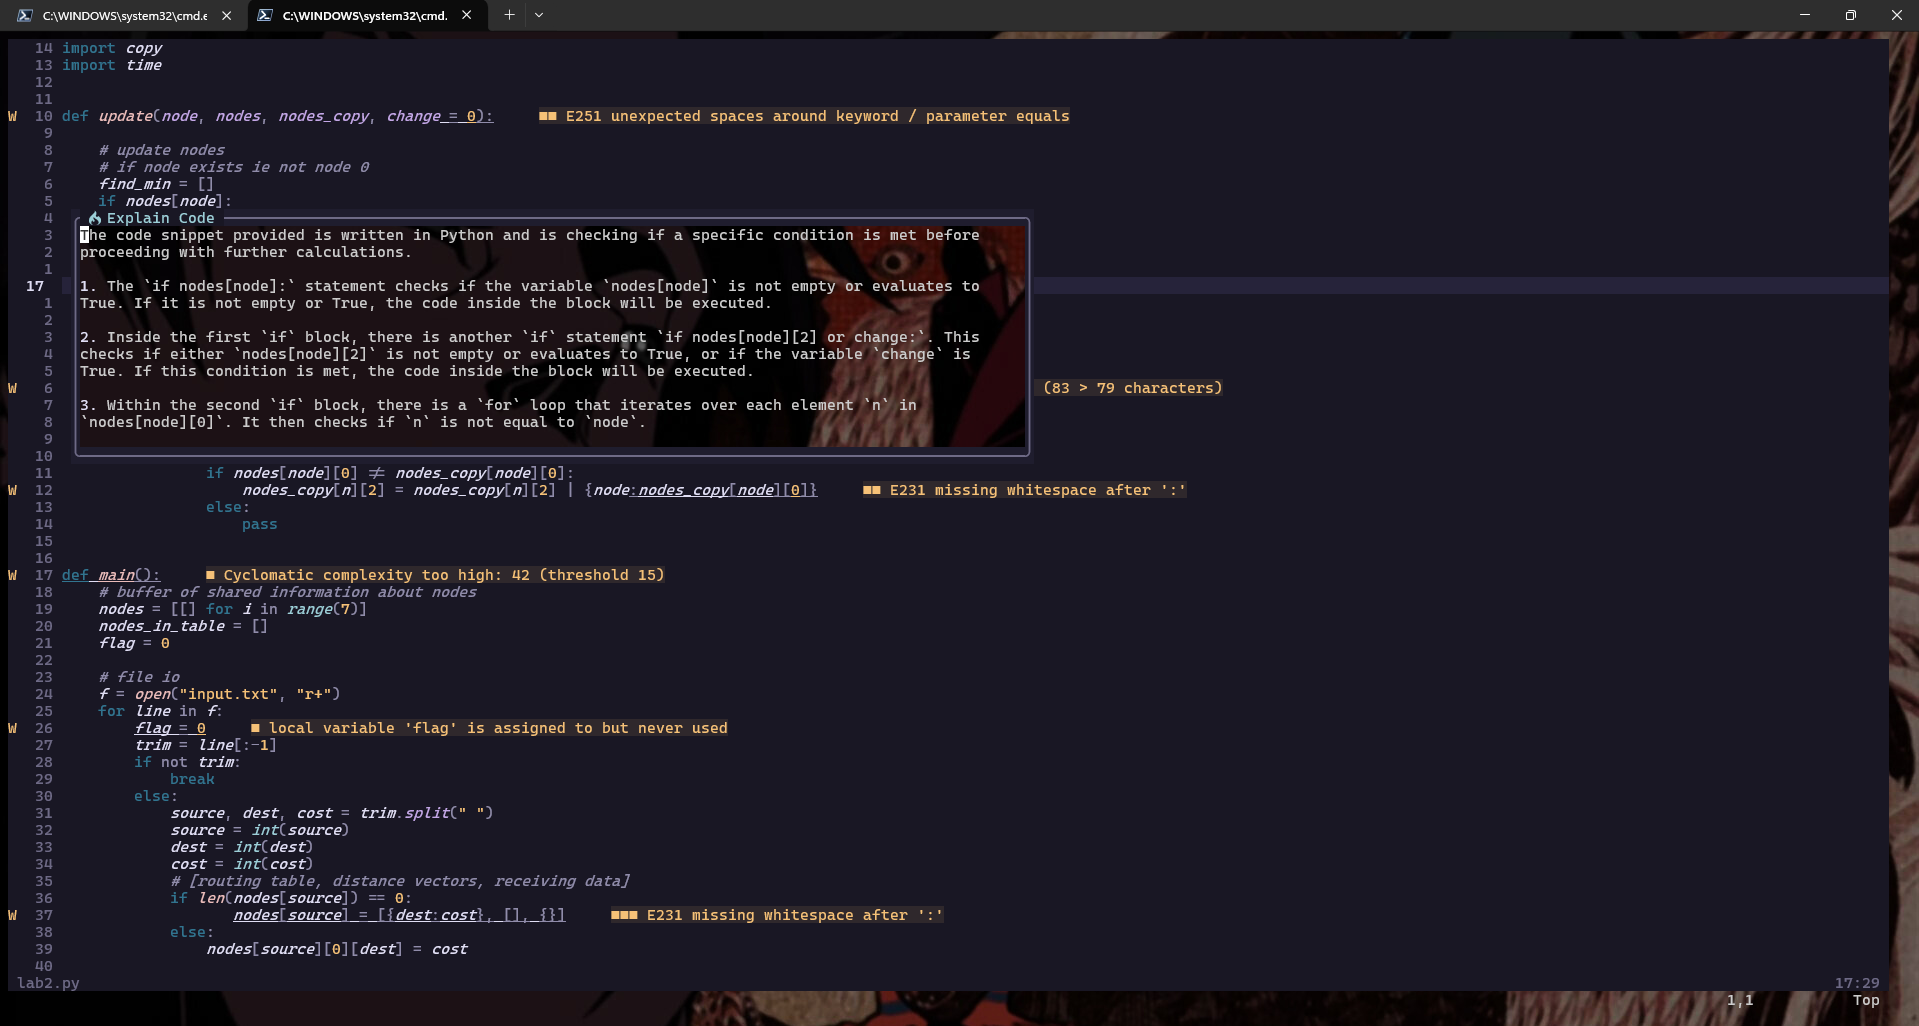 C:\WINDOWS\system32\cmd.e
C:\WINDOWS\system32\cmd.
14 import copy
13 import time
12
11
W 10 def update(node, nodes, nodes_copy, change = 0): ■■ E251 unexpected spaces around keyword / parameter equals
9
8 # update nodes
7 # if node exists ie not node 0
6 find_min = []
5 if nodes[node]:
4 Explain Code
3 The code snippet provided is written in Python and is checking if a specific condition is met before
2 proceeding with further calculations.
1
17 1. The `if nodes[node]:` statement checks if the variable `nodes[node]` is not empty or evaluates to
1 True. If it is not empty or True, the code inside the block will be executed.
2
3 2. Inside the first `if` block, there is another `if` statement `if nodes[node][2] or change:`. This
4 checks if either `nodes[node][2]` is not empty or evaluates to True, or if the variable `change` is
5 True. If this condition is met, the code inside the block will be executed.
W 6 (83 > 79 characters)
7 3. Within the second `if` block, there is a `for` loop that iterates over each element `n` in
8 `nodes[node][0]`. It then checks if `n` is not equal to `node`.
9
10
11 if nodes[node][0] ≠ nodes_copy[node][0]:
W 12 nodes_copy[n][2] = nodes_copy[n][2] | {node:nodes_copy[node][0]} ■■ E231 missing whitespace after ':'
13 else:
14 pass
15
16
W 17 def main(): ■ Cyclomatic complexity too high: 42 (threshold 15)
18 # buffer of shared information about nodes
19 nodes = [[] for i in range(7)]
20 nodes_in_table = []
21 flag = 0
22
23 # file io
24 f = open("input.txt", "r+")
25 for line in f:
W 26 flag = 0 ■ local variable 'flag' is assigned to but never used
27 trim = line[:-1]
28 if not trim:
29 break
30 else:
31 source, dest, cost = trim.split(" ")
32 source = int(source)
33 dest = int(dest)
34 cost = int(cost)
35 # [routing table, distance vectors, receiving data]
36 if len(nodes[source]) == 0:
W 37 nodes[source] = [{dest:cost}, [], {}] ■■■ E231 missing whitespace after ':'
38 else:
39 nodes[source][0][dest] = cost
40
lab2.py 17:29
1,1 Top